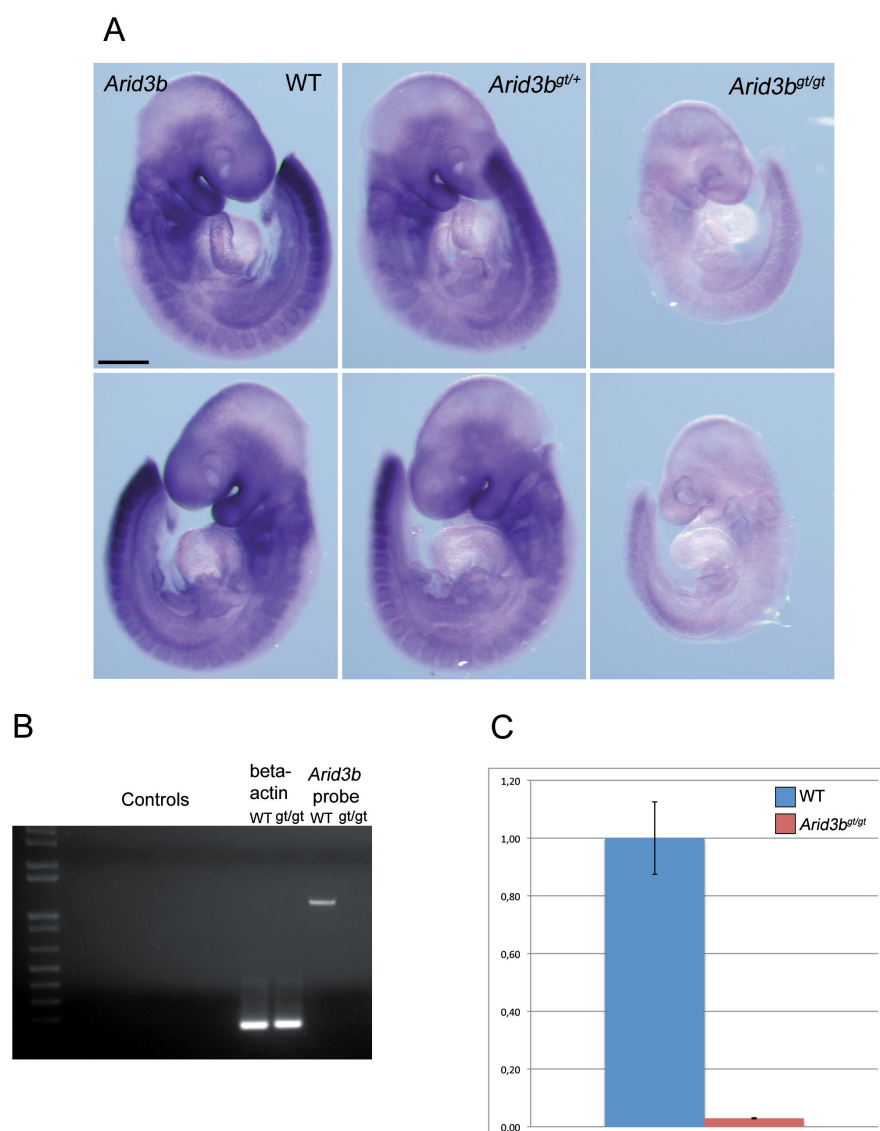 A
Arid3b WT
Arid3b^gt/+
Arid3b^gt/gt
B
Controls
beta-
actin
Arid3b
probe
WT gt/gt WT gt/gt
C
1,20
1,00
0,80
0,60
0,40
0,20
0,00
WT
Arid3b^gt/gt